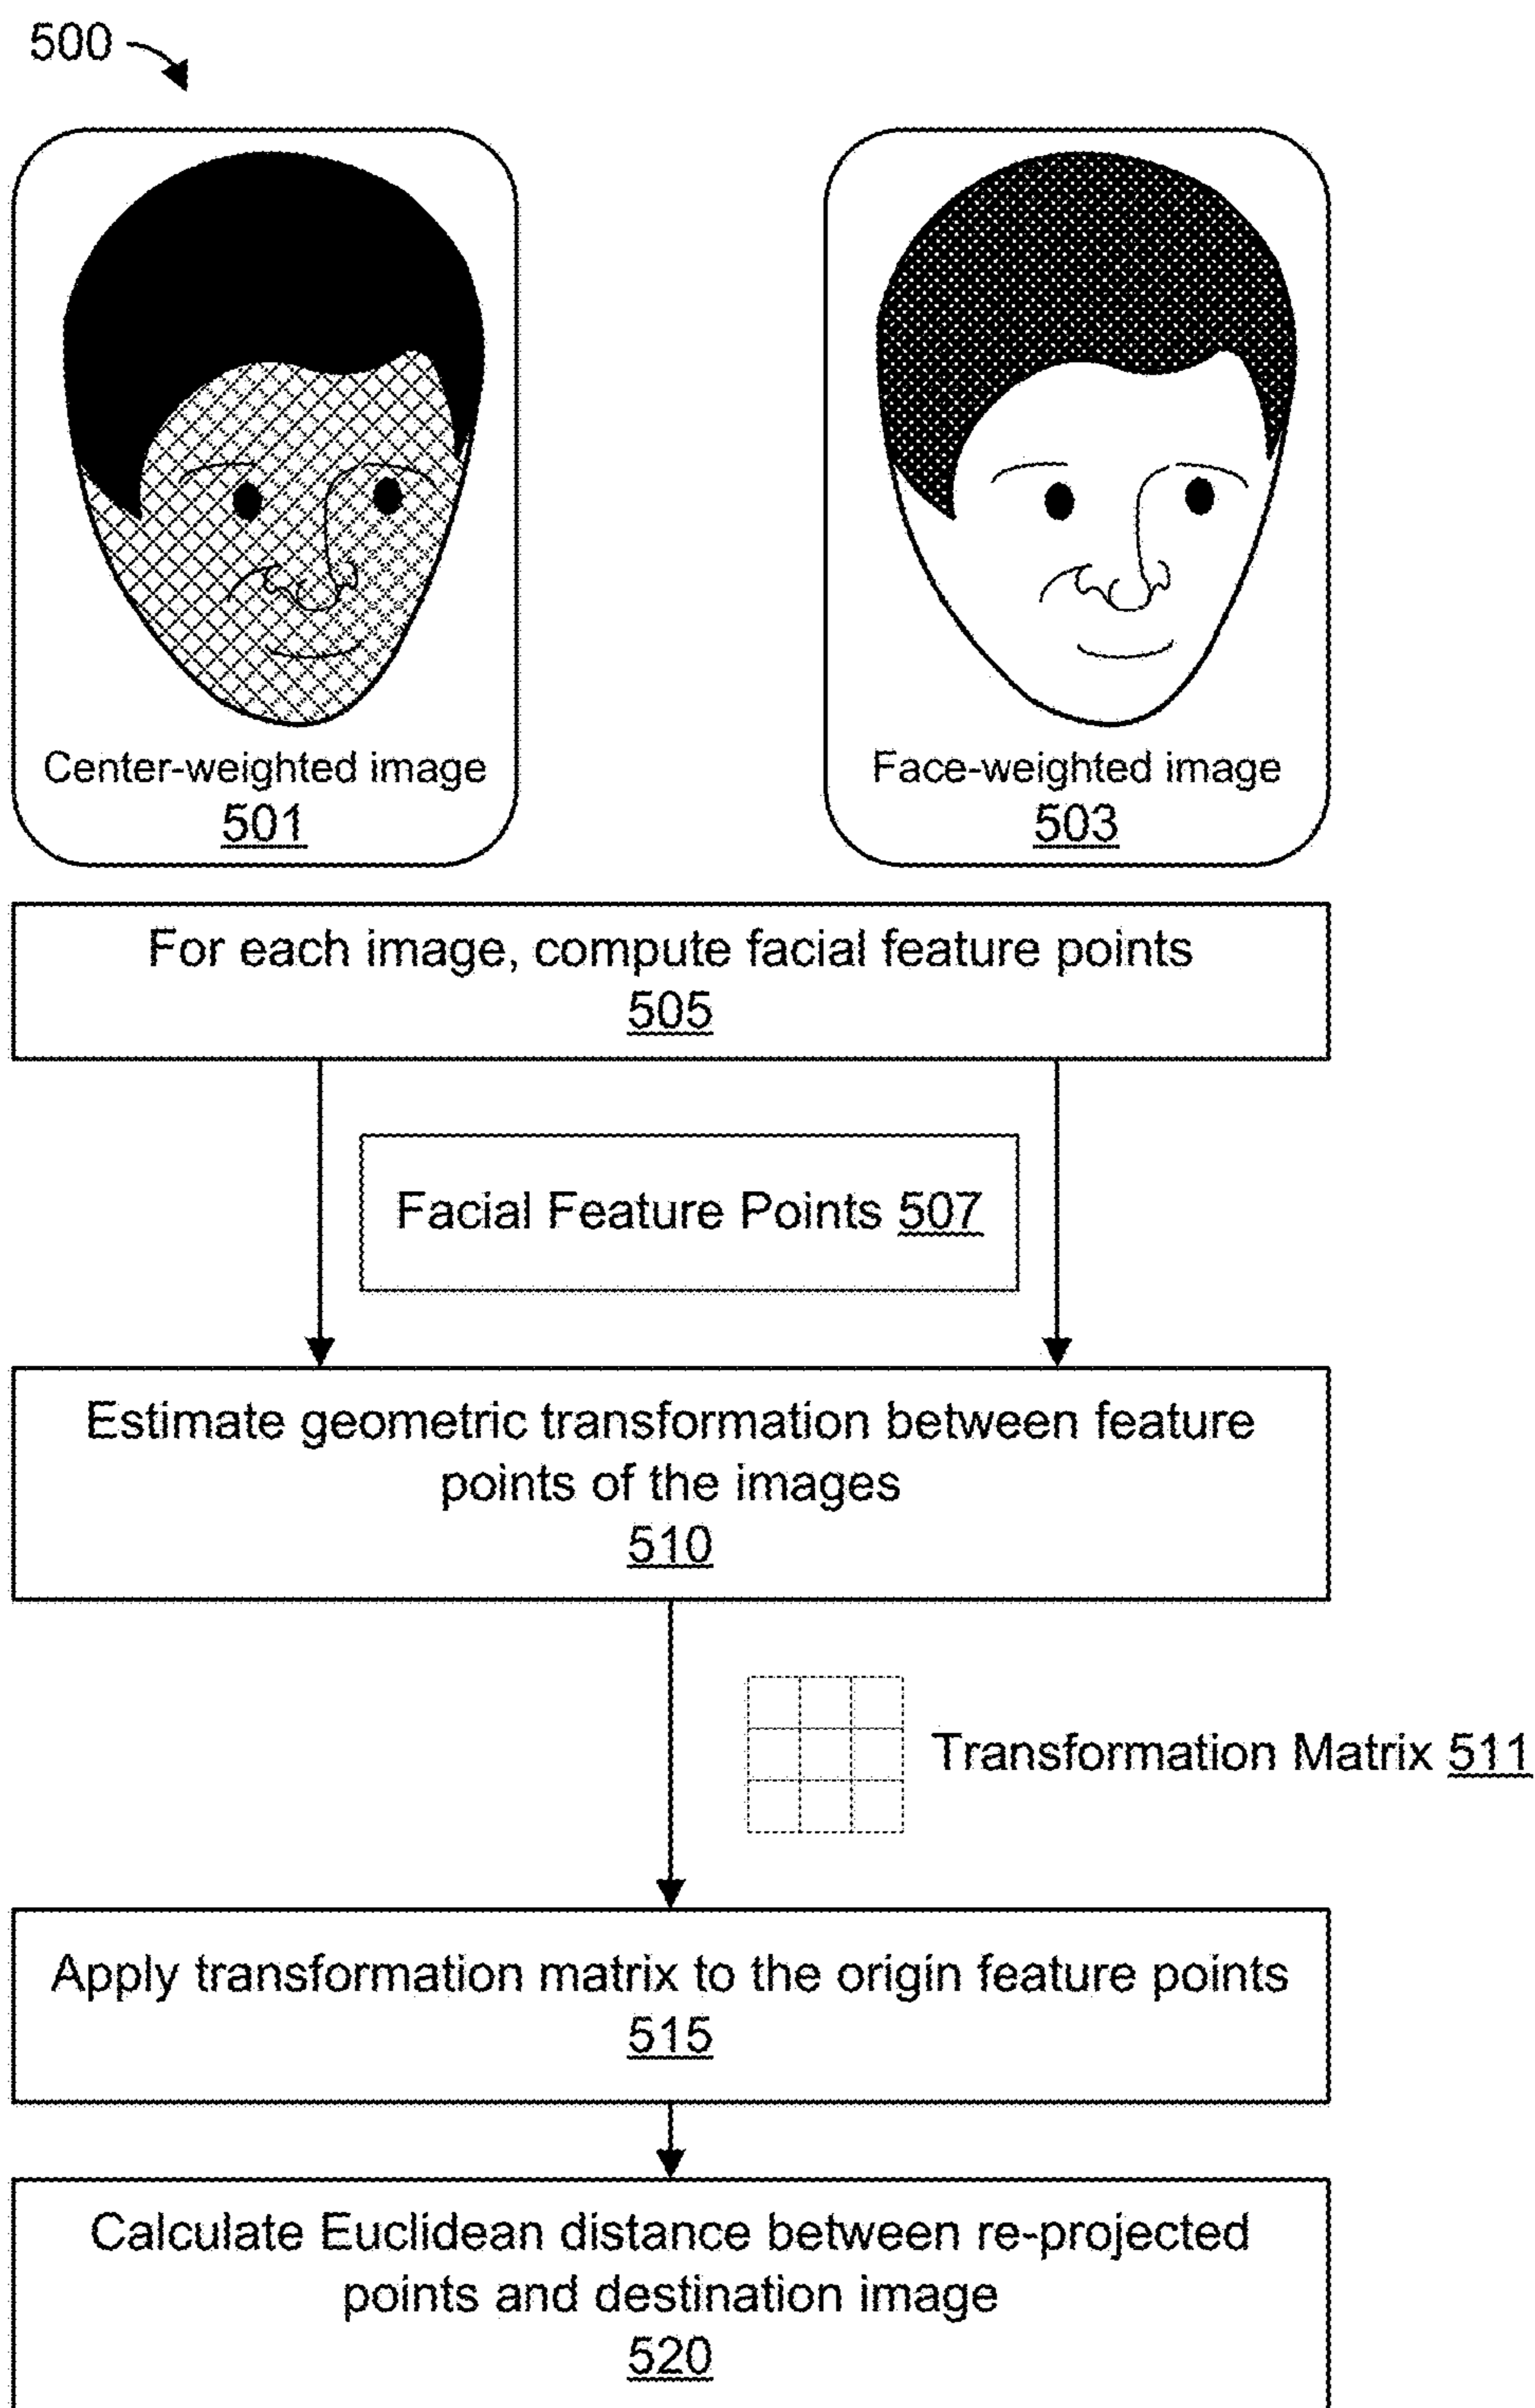 500
Center-weighted image
501
Face-weighted image
503
For each image, compute facial feature points
505
Facial Feature Points 507
Estimate geometric transformation between feature
points of the images
510
Transformation Matrix 511
Apply transformation matrix to the origin feature points
515
Calculate Euclidean distance between re-projected
points and destination image
520